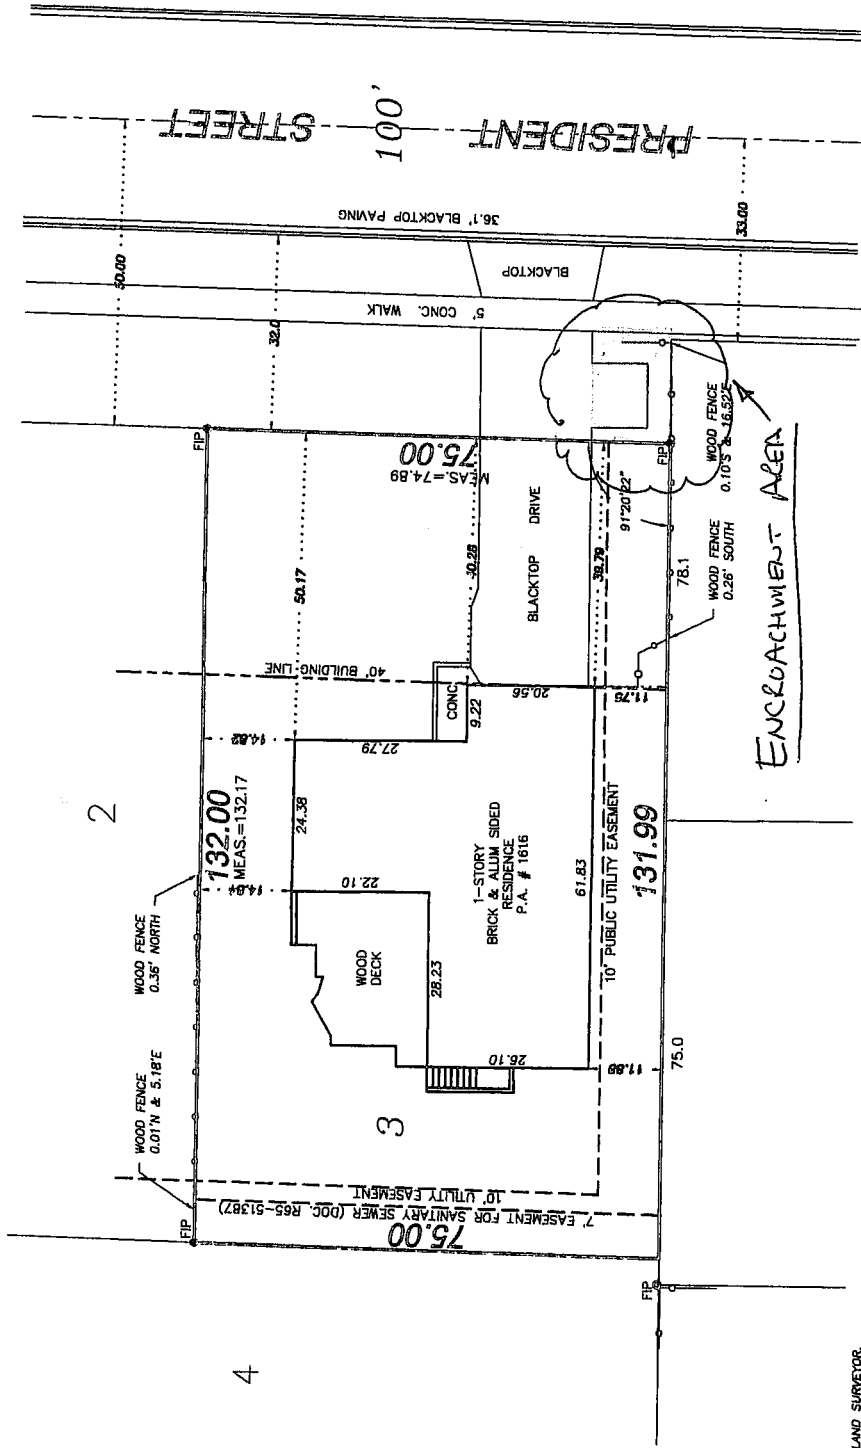 PRESIDENT STREET
100'
36.1' BLACKTOP PAVING
50.00
32.0
33.00
BLACKTOP
5' CONC. WALK
FIP
75.00
MEAS.=74.89
50.17
BLACKTOP DRIVE
39.79
91°20'22"
WOOD FENCE
0.10'S & 16.52'E
WOOD FENCE
0.26' SOUTH
78.1
ENCROACHMENT AREA
40' BUILDING LINE
CONC.
9.22
20.56
11.75
2
132.00
MEAS.=132.17
14.82
27.79
24.38
14.84
22.10
WOOD FENCE
0.36' NORTH
WOOD FENCE
0.01'N & 5.18'E
WOOD
DECK
28.23
1-STORY
BRICK & ALUM SIDED
RESIDENCE
P.A. # 1616
61.83
10' PUBLIC UTILITY EASEMENT
131.99
26.10
11.88
75.0
3
10' UTILITY EASEMENT
7' EASEMENT FOR SANITARY SEWER (DOC. R65-51387)
75.00
FIP
FIP
FIP
4
LAND SURVEYOR.